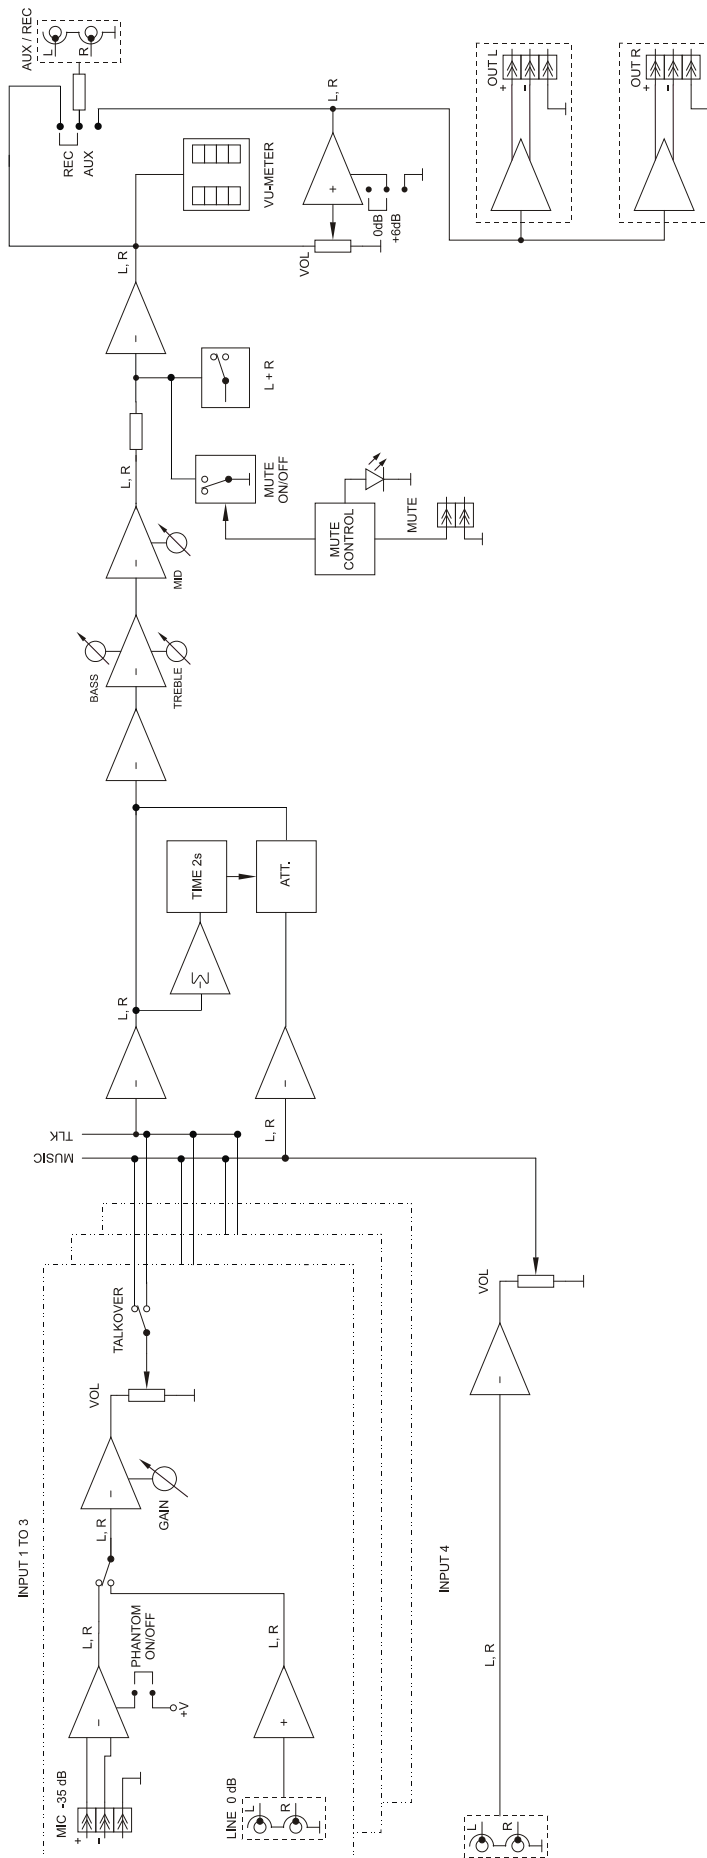 INPUT 1 TO 3
MIC -35 dB
+
-
L, R
PHANTOM
ON/OFF
+V
LINE 0 dB
L
R
L, R
L, R
GAIN
VOL
TALKOVER
INPUT 4
L
R
L, R
VOL
MUSIC
TLK
L, R
L, R
TIME 2s
ATT.
BASS
TREBLE
MID
L, R
MUTE
ON/OFF
L + R
MUTE
CONTROL
MUTE
L, R
VU-METER
VOL
0dB
+6dB
L, R
REC
AUX
AUX / REC
L
R
OUT L
+
-
OUT R
+
-